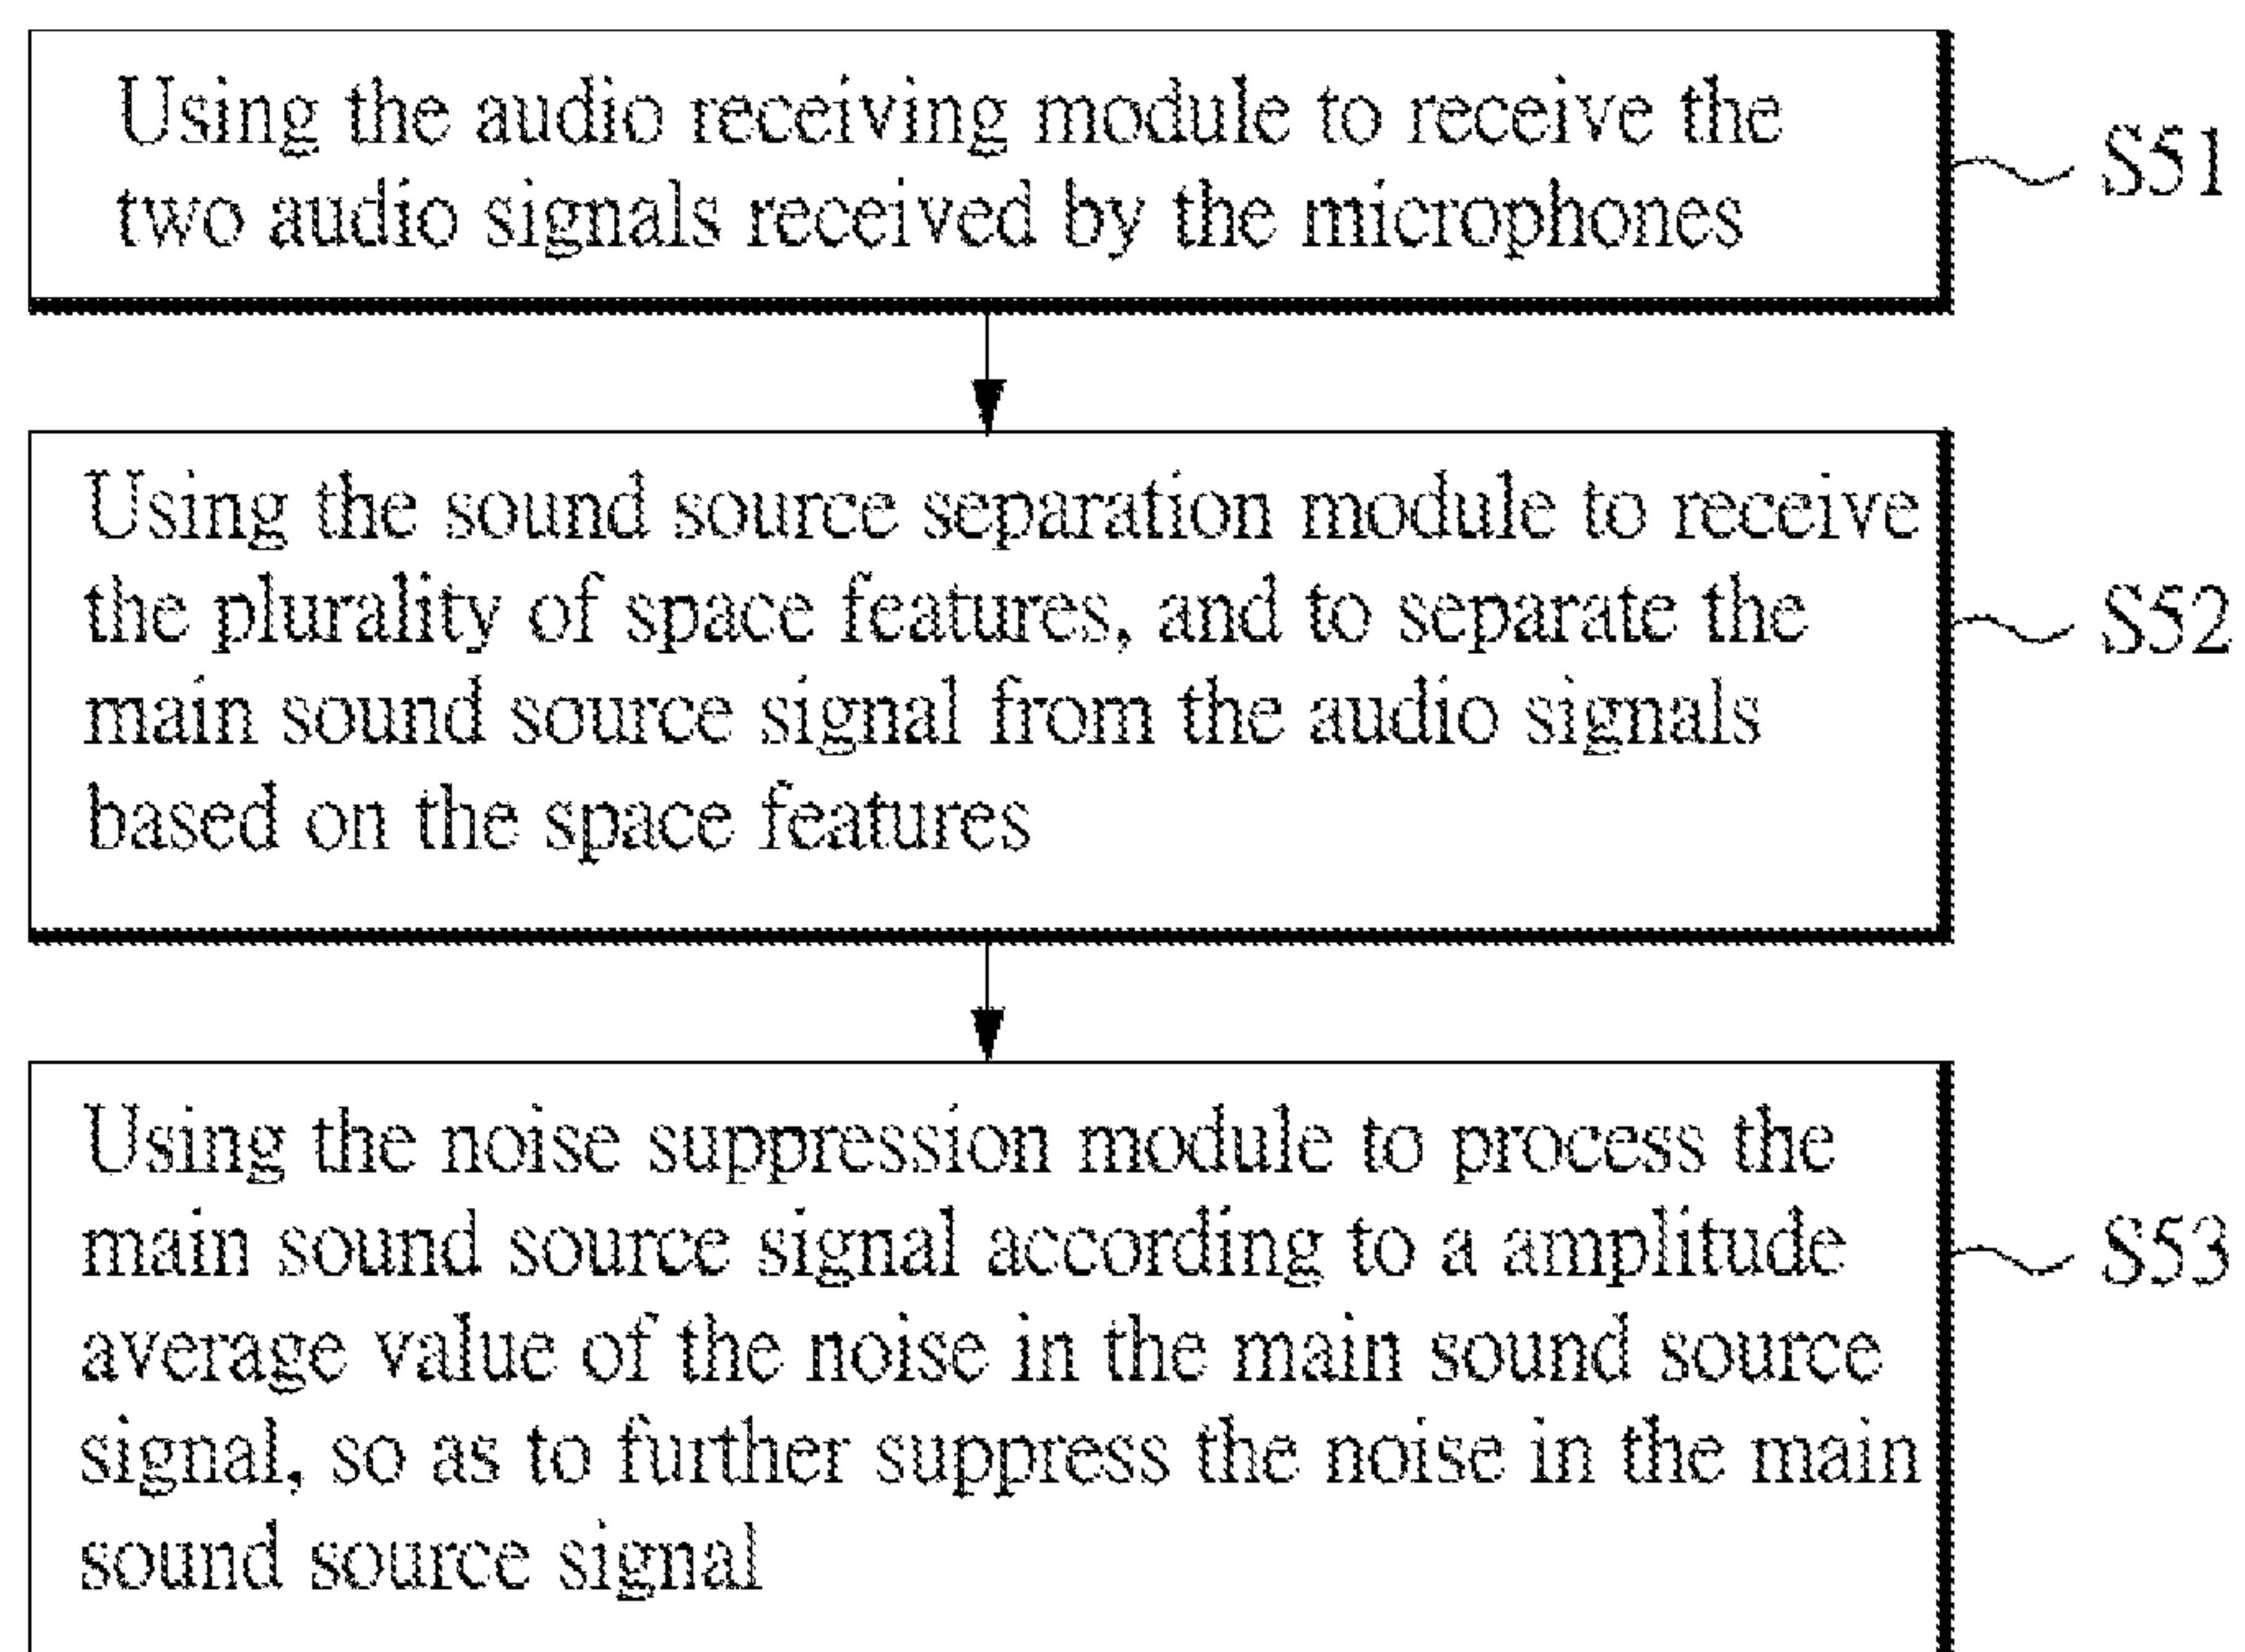 Using the audio receiving module to receive the
two audio signals received by the microphones
S51
Using the sound source separation module to receive
the plurality of space features, and to separate the
main sound source signal from the audio signals
based on the space features
S52
Using the noise suppression module to process the
main sound source signal according to a amplitude
average value of the noise in the main sound source
signal, so as to further suppress the noise in the main
sound source signal
S53